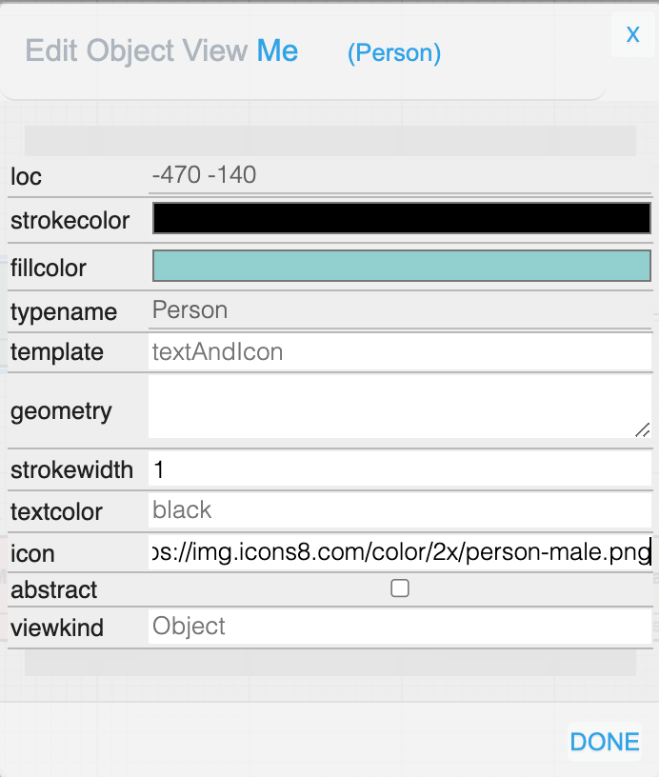 Edit Object View Me (Person)
X
loc -470 -140
strokecolor
fillcolor
typename Person
template textAndIcon
geometry
strokewidth 1
textcolor black
icon os://img.icons8.com/color/2x/person-male.png
abstract
viewkind Object
DONE